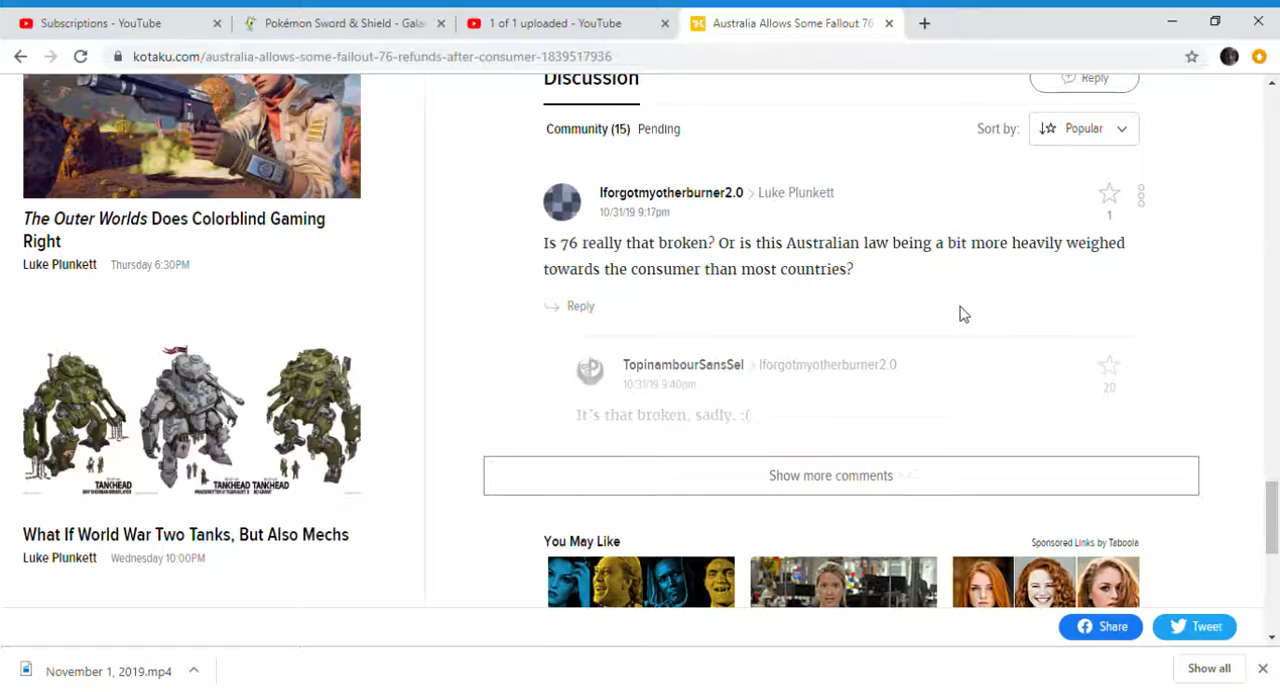 Subscriptions - YouTube
Pokémon Sword & Shield - Gala
1 of 1 uploaded - YouTube
Australia Allows Some Fallout 76
kotaku.com/australia-allows-some-fallout-76-refunds-after-consumer-1839517936
The Outer Worlds Does Colorblind Gaming
Right
Luke Plunkett Thursday 6:30PM
TANKHEAD
TANKHEAD TANKHEAD
What If World War Two Tanks, But Also Mechs
Luke Plunkett Wednesday 10:00PM
Discussion
Reply
Community (15) Pending
Sort by: Popular
Iforgotmyotherburner2.0 > Luke Plunkett
10/31/19 9:17pm
1
Is 76 really that broken? Or is this Australian law being a bit more heavily weighed
towards the consumer than most countries?
Reply
TopinambourSansSel > Iforgotmyotherburner2.0
10/31/19 9:40pm
20
It's that broken, sadly. :(
Show more comments
You May Like
Sponsored Links by Taboola
Share
Tweet
November 1, 2019.mp4
Show all